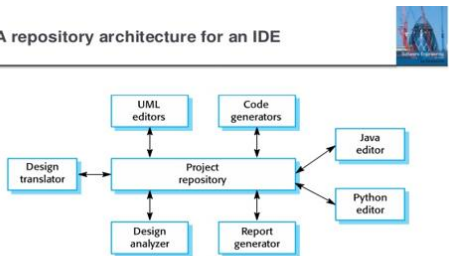 A repository architecture for an IDE
UML
editors
Code
generators
Java
editor
Design
translator
Project
repository
Python
editor
Design
analyzer
Report
generator